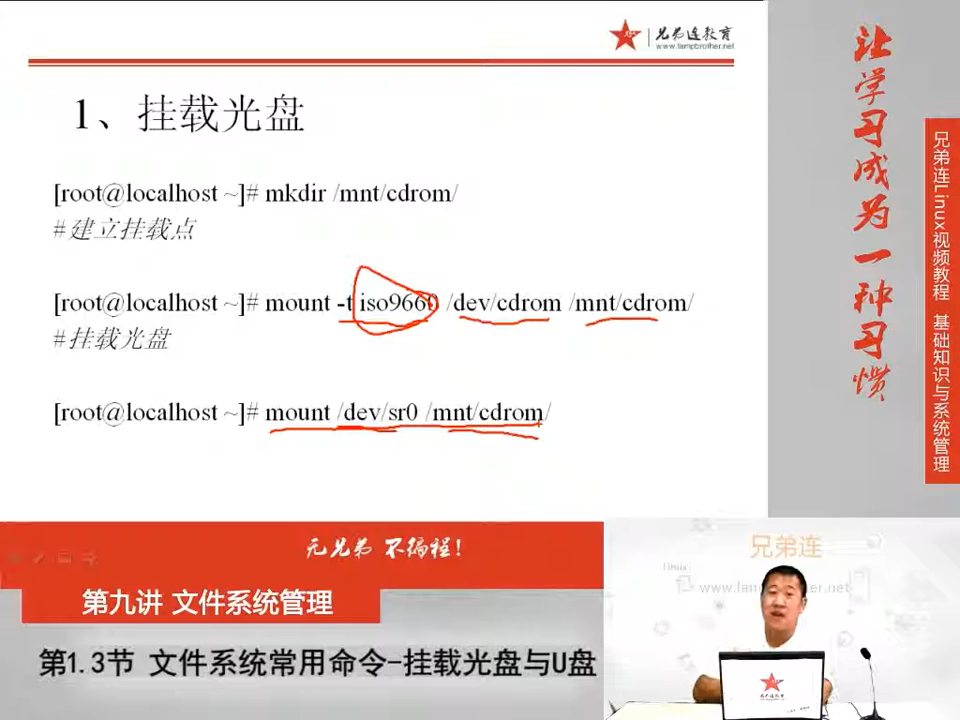 兄弟连教育
www.lampbrother.net
1、挂载光盘
[root@localhost ~]# mkdir /mnt/cdrom/
#建立挂载点
[root@localhost ~]# mount -t iso9660 /dev/cdrom /mnt/cdrom/
#挂载光盘
[root@localhost ~]# mount /dev/sr0 /mnt/cdrom/
让学习成为一种习惯
兄弟连Linux视频教程 基础知识与系统管理
无兄弟 不编程!
第九讲 文件系统管理
第1.3节 文件系统常用命令-挂载光盘与U盘
兄弟连
Linux
www.lampbrother.net